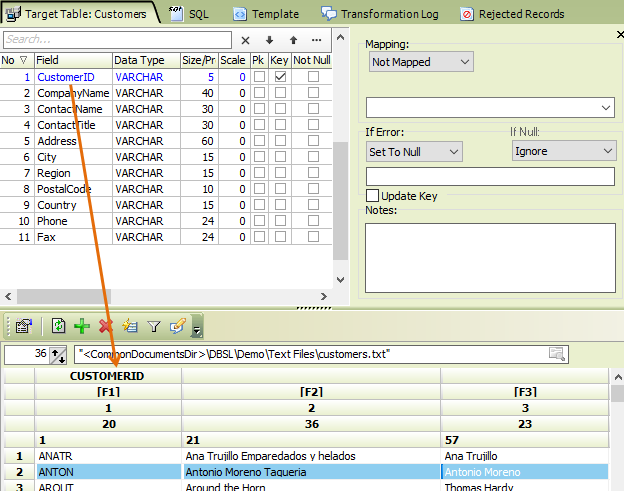 Target Table: Customers SQL Template Transformation Log Rejected Records
Search...
No Field Data Type Size/Pr Scale Pk Key Not Null
1 CustomerID VARCHAR 5 0
2 CompanyName VARCHAR 40 0
3 ContactName VARCHAR 30 0
4 ContactTitle VARCHAR 30 0
5 Address VARCHAR 60 0
6 City VARCHAR 15 0
7 Region VARCHAR 15 0
8 PostalCode VARCHAR 10 0
9 Country VARCHAR 15 0
10 Phone VARCHAR 24 0
11 Fax VARCHAR 24 0
Mapping:
Not Mapped
If Error: If Null:
Set To Null Ignore
Update Key
Notes:
36 "<CommonDocumentsDir>\DBSL\Demo\Text Files\customers.txt"
CUSTOMERID
[F1] [F2] [F3]
1 2 3
20 36 23
1 21 57
1 ANATR Ana Trujillo Emparedados y helados Ana Trujillo
2 ANTON Antonio Moreno Taqueria Antonio Moreno
3 AROUT Around the Horn Thomas Hardy